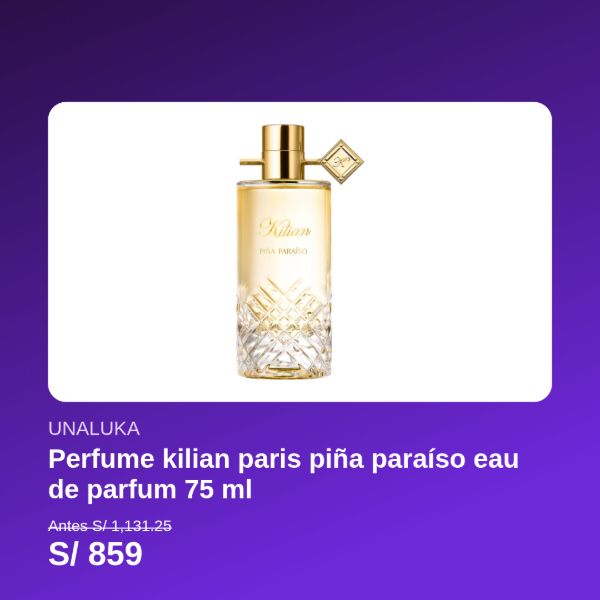 Kilian
PIÑA PARAÍSO
UNALUKA
Perfume kilian paris piña paraíso eau
de parfum 75 ml
Antes S/ 1,131.25
S/ 859